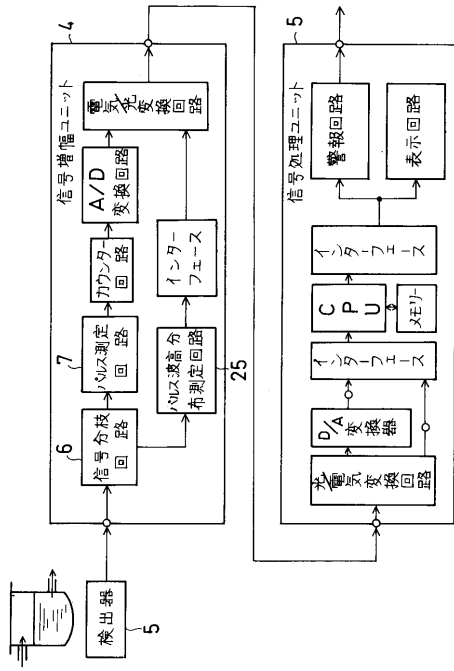 検出器
5
信号増幅ユニット
4
信号分岐
回 路
6
パルス測定
回 路
7
カウンター
回 路
A/D
変換回路
電気/光変換回路
パルス波高分
布測定回路
25
インター
フェース
信号処理ユニット
5
光/電気変換回路
D/A
変換器
インターフェース
CPU
メモリー
インターフェース
警報回路
表示回路